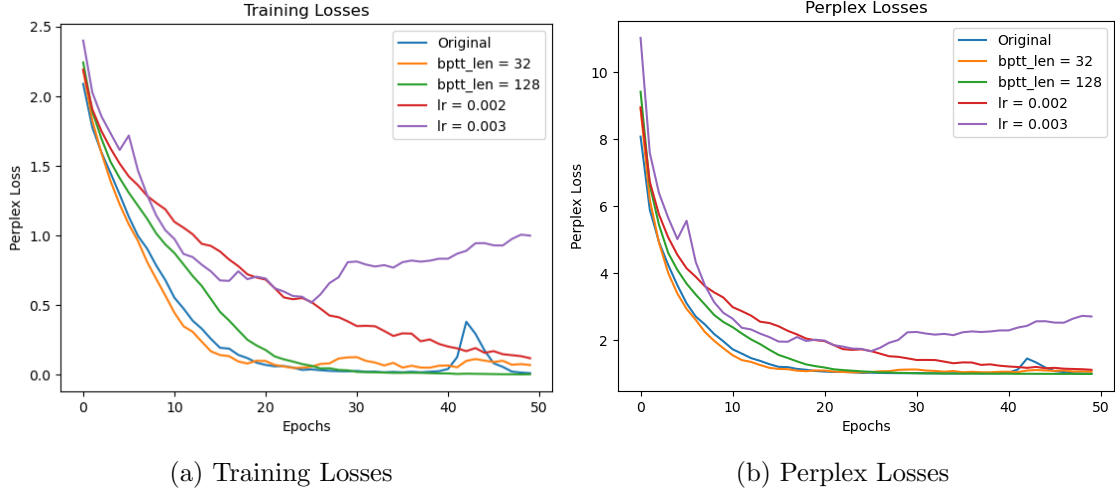 Training Losses
Perplex Loss
2.5
2.0
1.5
1.0
0.5
0.0
Original
bptt_len = 32
bptt_len = 128
lr = 0.002
lr = 0.003
0 10 20 30 40 50
Epochs
(a) Training Losses
Perplex Losses
Perplex Loss
10
8
6
4
2
Original
bptt_len = 32
bptt_len = 128
lr = 0.002
lr = 0.003
0 10 20 30 40 50
Epochs
(b) Perplex Losses